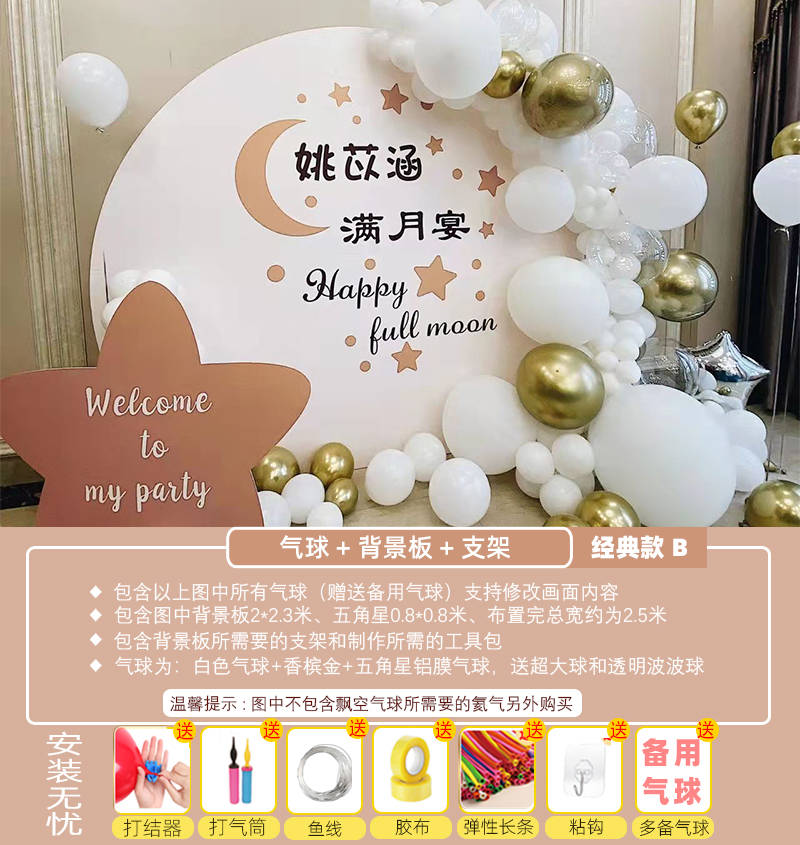 姚苡涵
满月宴
Happy
full moon
Welcome
to
my party
气球 + 背景板 + 支架
经典款 B
◆ 包含以上图中所有气球（赠送备用气球）支持修改画面内容
◆ 包含图中背景板2*2.3米、五角星0.8*0.8米、布置完总宽约为2.5米
◆ 包含背景板所需要的支架和制作所需的工具包
◆ 气球为：白色气球+香槟金+五角星铝膜气球，送超大球和透明波波球
温馨提示 : 图中不包含飘空气球所需要的氦气另外购买
安装无忧
送 送 送 送 送 送 送
备用
气球
打结器 打气筒 鱼线 胶布 弹性长条 粘钩 多备气球